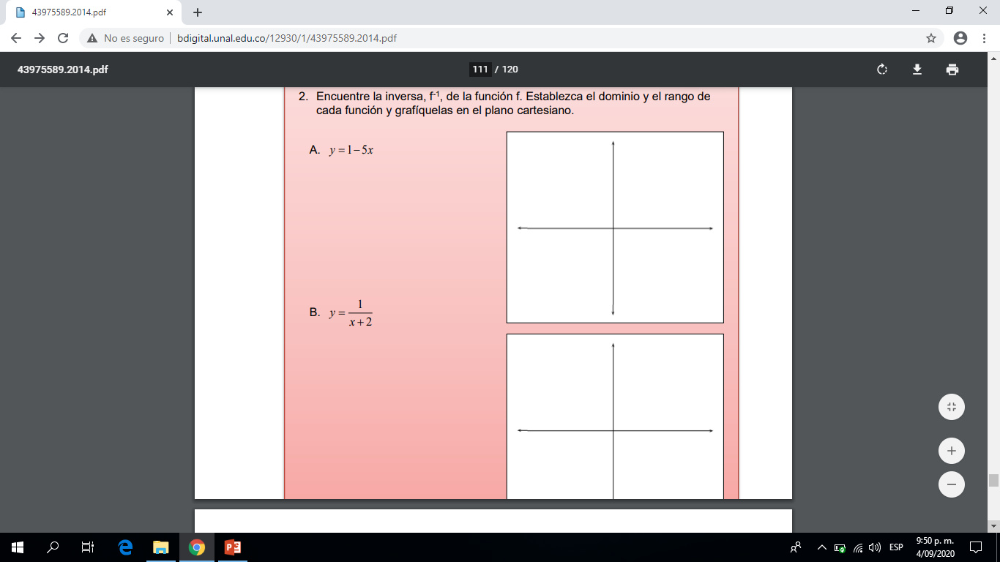 43975589.2014.pdf
No es seguro | bdigital.unal.edu.co/12930/1/43975589.2014.pdf
43975589.2014.pdf
111 / 120
2. Encuentre la inversa, f⁻¹, de la función f. Establezca el dominio y el rango de
cada función y grafíquelas en el plano cartesiano.
A. y = 1 − 5x
B. y = 1/(x + 2)
ESP
9:50 p. m.
4/09/2020